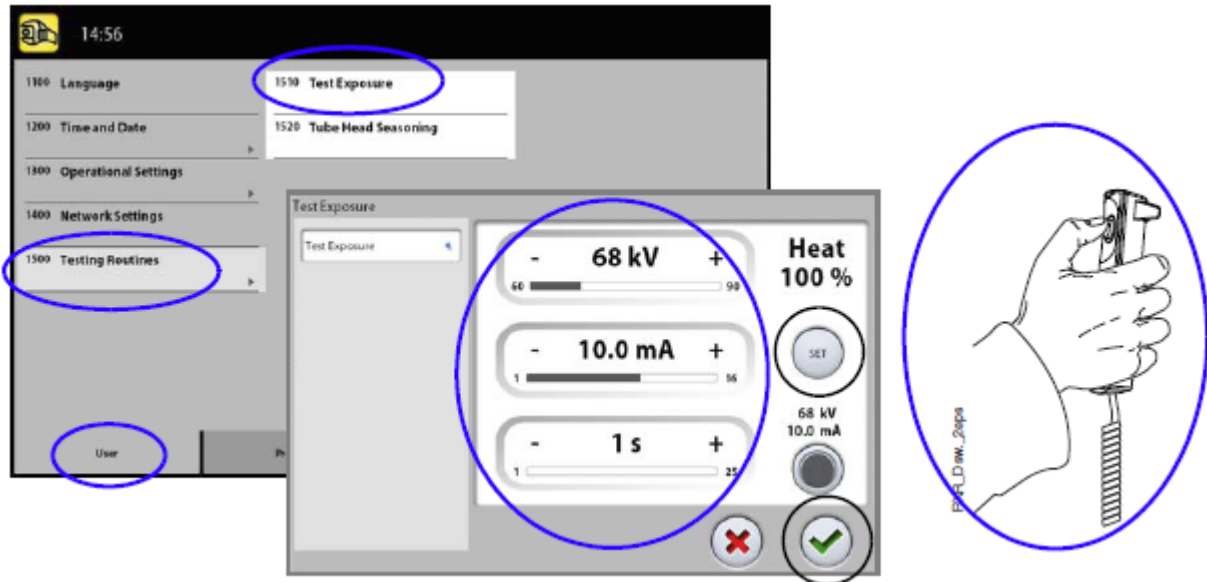 14:56
1100 Language
1200 Time and Date
1300 Operational Settings
1400 Network Settings
1500 Testing Routines
1510 Test Exposure
1520 Tube Head Seasoning
User
Test Exposure
Test Exposure
- 68 kV +
60 90
- 10.0 mA +
1 16
- 1 s +
1 25
Heat
100 %
SET
68 kV
10.0 mA